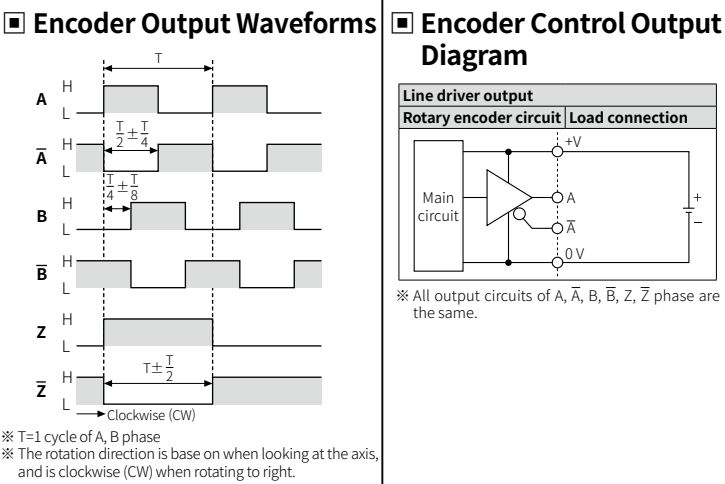 ▣ Encoder Output Waveforms
T
A H
L
T/2±T/4
A̅ H
L
T/4±T/8
B H
L
B̅ H
L
Z H
L
T±T/2
Z̅ H
L
Clockwise (CW)
※ T=1 cycle of A, B phase
※ The rotation direction is base on when looking at the axis,
and is clockwise (CW) when rotating to right.
▣ Encoder Control Output
Diagram
Line driver output
Rotary encoder circuit Load connection
+V
Main
circuit
A
A̅
0 V
+
−
※ All output circuits of A, A̅, B, B̅, Z, Z̅ phase are
the same.